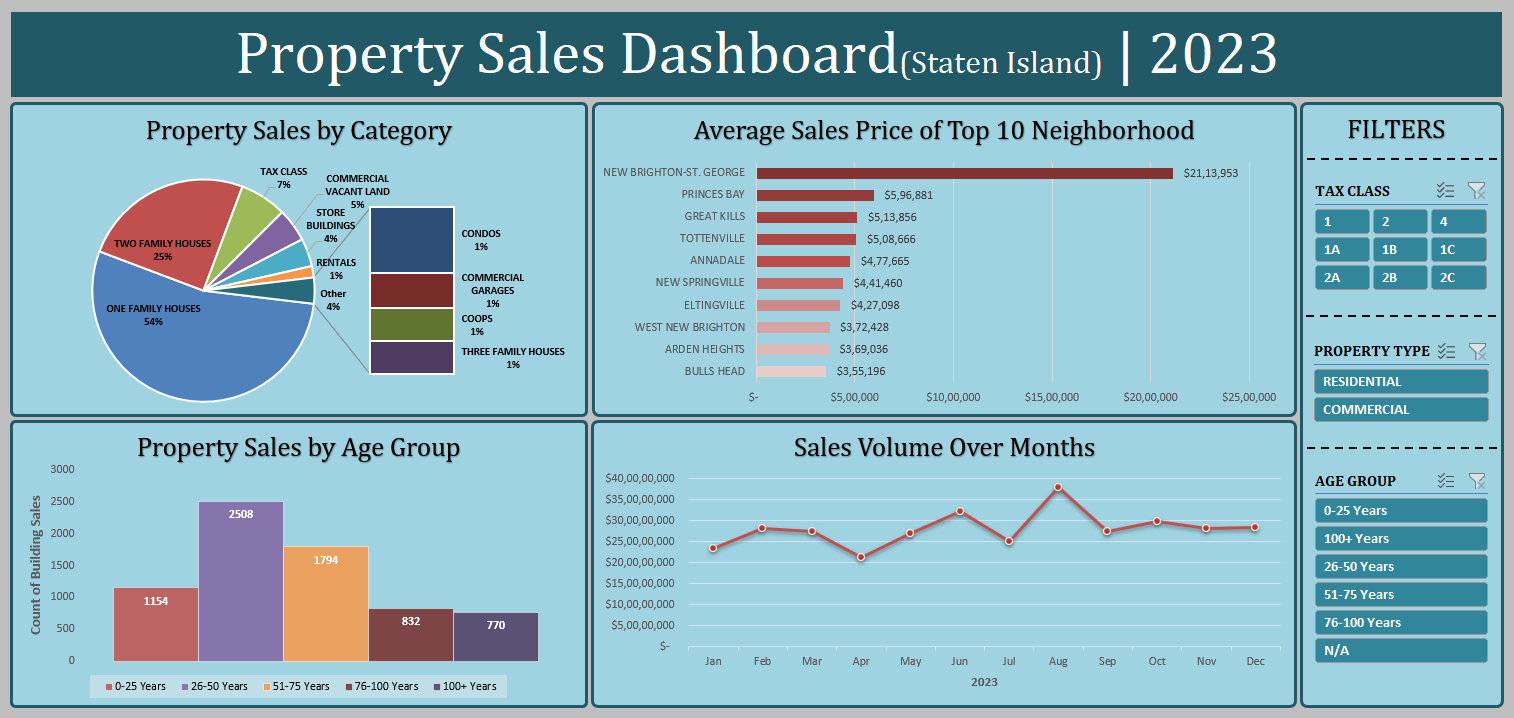 Property Sales Dashboard(Staten Island) | 2023
Property Sales by Category
TAX CLASS
7%
COMMERCIAL
VACANT LAND
5%
STORE
BUILDINGS
4%
RENTALS
1%
Other
4%
TWO FAMILY HOUSES
25%
ONE FAMILY HOUSES
54%
CONDOS
1%
COMMERCIAL
GARAGES
1%
COOPS
1%
THREE FAMILY HOUSES
1%
Average Sales Price of Top 10 Neighborhood
NEW BRIGHTON-ST. GEORGE $21,13,953
PRINCES BAY $5,96,881
GREAT KILLS $5,13,856
TOTTENVILLE $5,08,666
ANNADALE $4,77,665
NEW SPRINGVILLE $4,41,460
ELTINGVILLE $4,27,098
WEST NEW BRIGHTON $3,72,428
ARDEN HEIGHTS $3,69,036
BULLS HEAD $3,55,196
$- $5,00,000 $10,00,000 $15,00,000 $20,00,000 $25,00,000
Property Sales by Age Group
Count of Building Sales
3000
2500
2000
1500
1000
500
0
1154
2508
1794
832
770
0-25 Years 26-50 Years 51-75 Years 76-100 Years 100+ Years
Sales Volume Over Months
$40,00,00,000
$35,00,00,000
$30,00,00,000
$25,00,00,000
$20,00,00,000
$15,00,00,000
$10,00,00,000
$5,00,00,000
$-
Jan Feb Mar Apr May Jun Jul Aug Sep Oct Nov Dec
2023
FILTERS
TAX CLASS
1 2 4
1A 1B 1C
2A 2B 2C
PROPERTY TYPE
RESIDENTIAL
COMMERCIAL
AGE GROUP
0-25 Years
100+ Years
26-50 Years
51-75 Years
76-100 Years
N/A